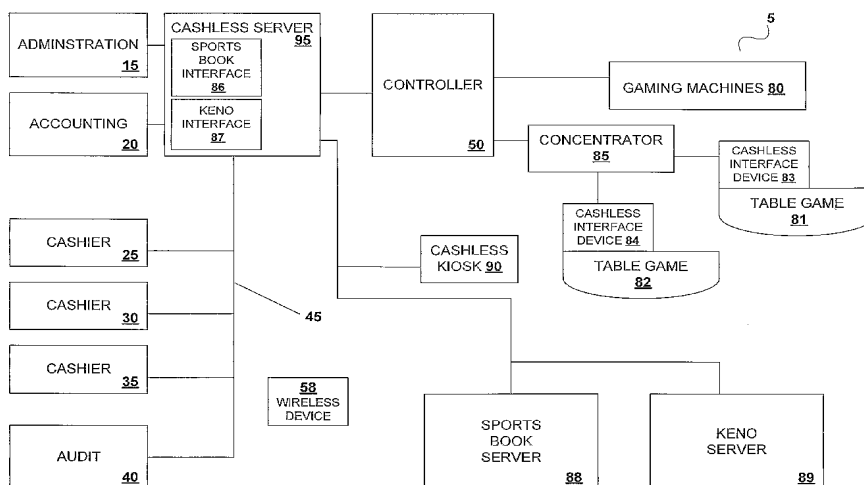 ADMINSTRATION
15
ACCOUNTING
20
CASHLESS SERVER
95
SPORTS
BOOK
INTERFACE
86
KENO
INTERFACE
87
CONTROLLER
50
5
GAMING MACHINES 80
CONCENTRATOR
85
CASHLESS
INTERFACE
DEVICE 83
TABLE GAME
81
CASHLESS
INTERFACE
DEVICE 84
TABLE GAME
82
CASHIER
25
CASHIER
30
CASHIER
35
AUDIT
40
45
CASHLESS
KIOSK 90
58
WIRELESS
DEVICE
SPORTS
BOOK
SERVER
88
KENO
SERVER
89